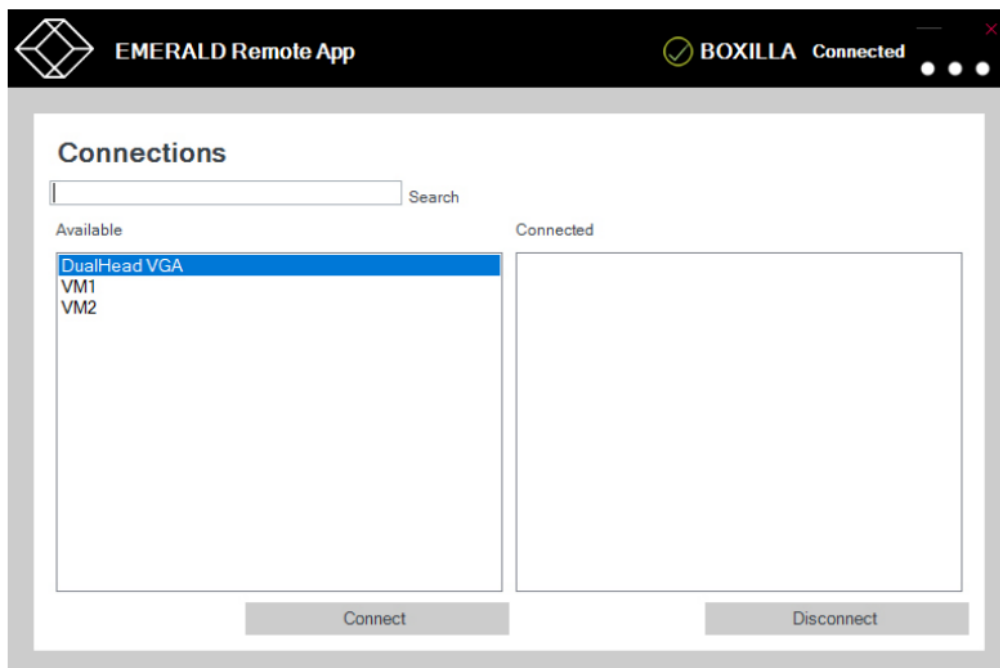 EMERALD Remote App
BOXILLA Connected
Connections
Search
Available
Connected
DualHead VGA
VM1
VM2
Connect
Disconnect